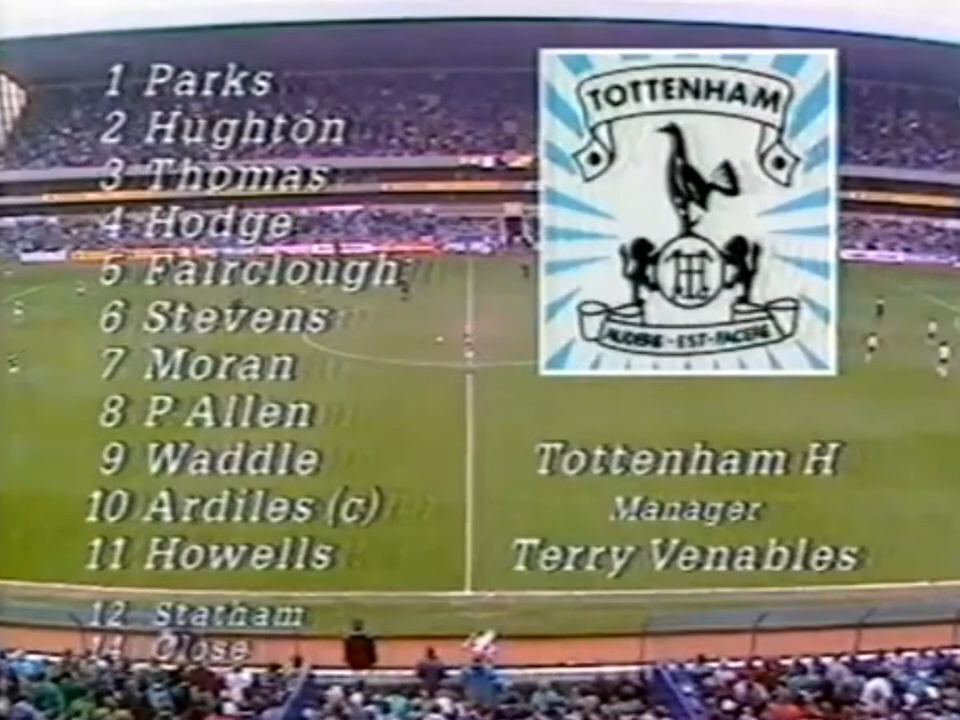 1 Parks
2 Hughton
3 Thomas
4 Hodge
5 Fairclough
6 Stevens
7 Moran
8 P Allen
9 Waddle
10 Ardiles (c)
11 Howells
12 Statham
14 Close
TOTTENHAM
TH
AUDERE-EST-FACERE
Tottenham H
Manager
Terry Venables